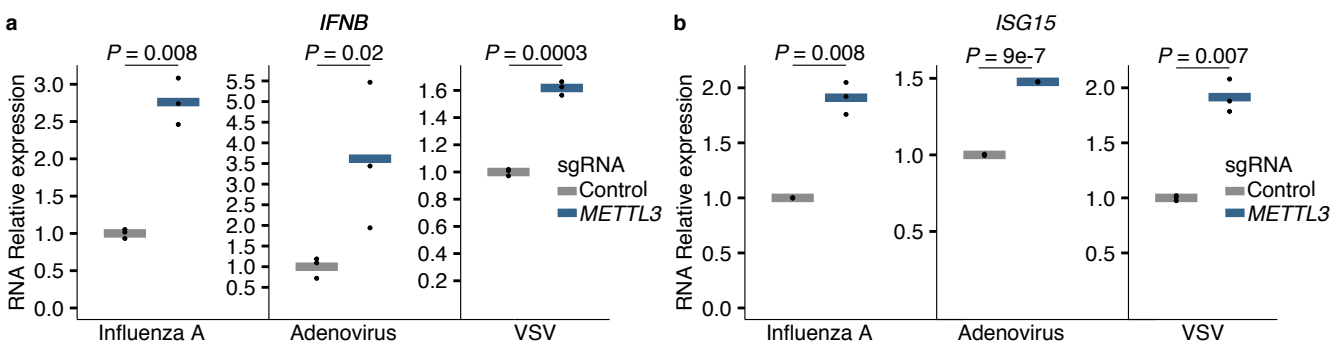 a
IFNB
P = 0.008
P = 0.02
P = 0.0003
RNA Relative expression
3.0
2.5
2.0
1.5
1.0
0.5
0.0
5.5
5.0
4.5
4.0
3.5
3.0
2.5
2.0
1.5
1.0
0.5
1.6
1.4
1.2
1.0
0.8
0.6
0.4
0.2
sgRNA
Control
METTL3
Influenza A
Adenovirus
VSV
b
ISG15
P = 0.008
P = 9e-7
P = 0.007
RNA Relative expression
2.0
1.5
1.0
0.5
0.0
1.5
1.0
0.5
2.0
1.5
1.0
0.5
sgRNA
Control
METTL3
Influenza A
Adenovirus
VSV